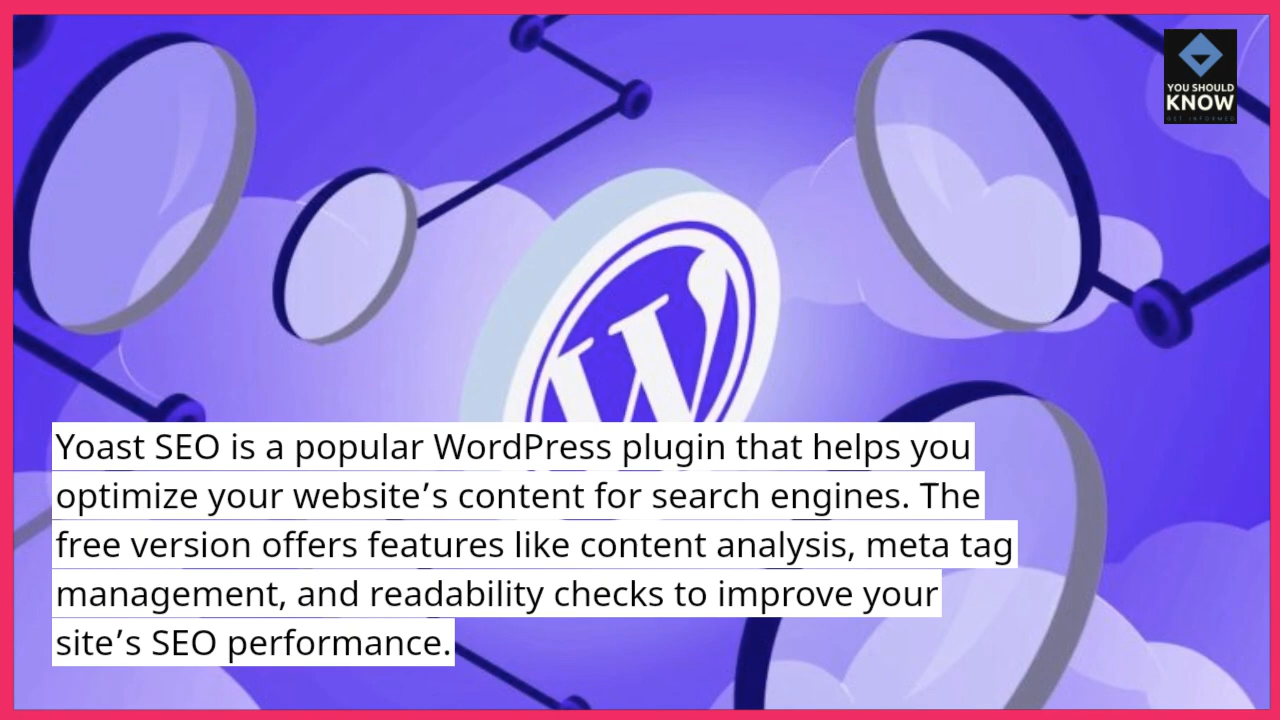 YOU SHOULD
KNOW
GET INFORMED
W
Yoast SEO is a popular WordPress plugin that helps you
optimize your website’s content for search engines. The
free version offers features like content analysis, meta tag
management, and readability checks to improve your
site’s SEO performance.